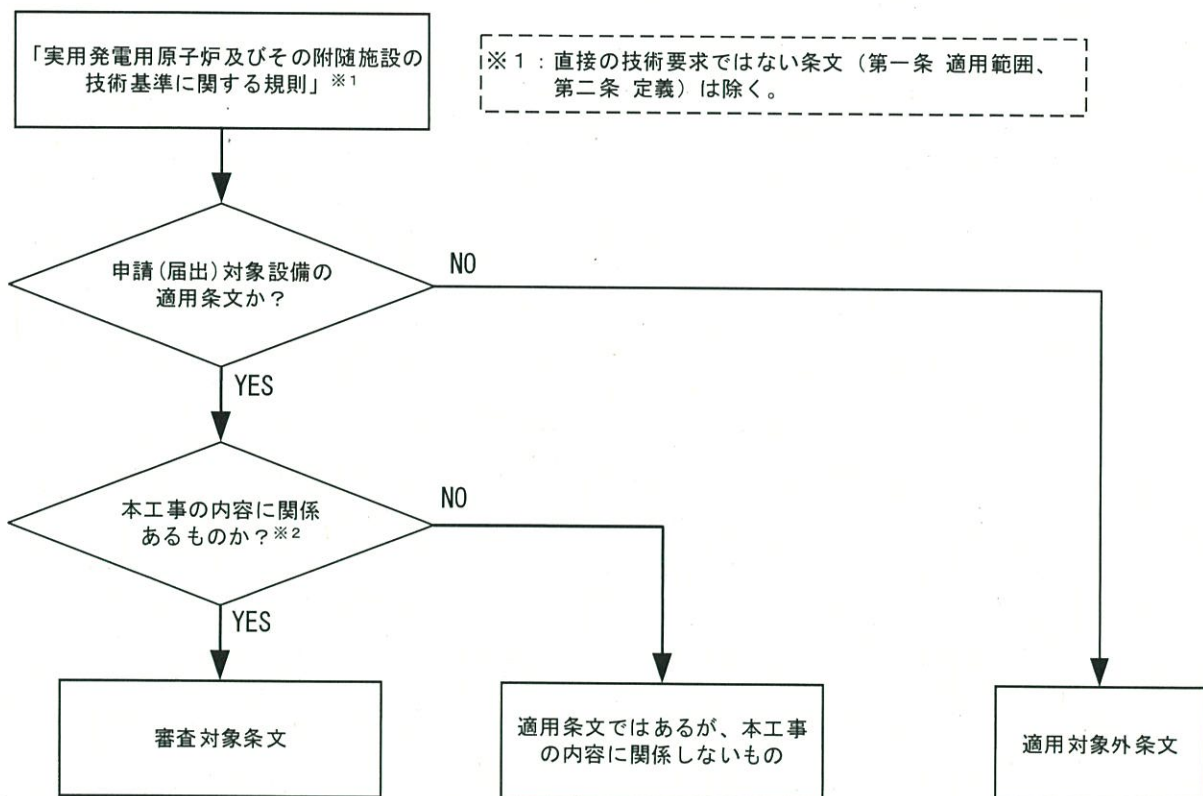 「実用発電用原子炉及びその附随施設の
技術基準に関する規則」※1
※1：直接の技術要求ではない条文（第一条 適用範囲、
第二条 定義）は除く。
申請(届出)対象設備の
適用条文か？
NO
YES
本工事の内容に関係
あるものか？※2
NO
YES
審査対象条文
適用条文ではあるが、本工事
の内容に関係しないもの
適用対象外条文